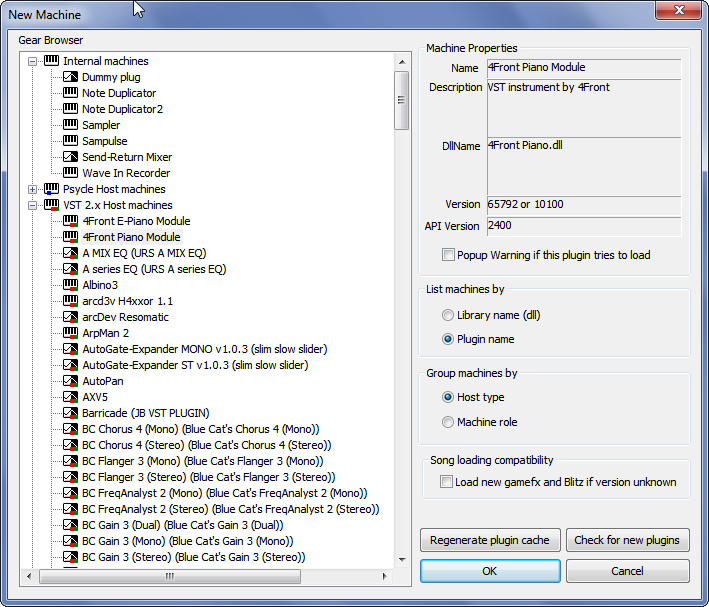 New Machine
Gear Browser
Internal machines
Dummy plug
Note Duplicator
Note Duplicator2
Sampler
Sampulse
Send-Return Mixer
Wave In Recorder
Psycle Host machines
VST 2.x Host machines
4Front E-Piano Module
4Front Piano Module
A MIX EQ (URS A MIX EQ)
A series EQ (URS A series EQ)
Albino3
arcd3v H4xxor 1.1
arcDev Resomatic
ArpMan 2
AutoGate-Expander MONO v1.0.3 (slim slow slider)
AutoGate-Expander ST v1.0.3 (slim slow slider)
AutoPan
AXV5
Barricade (JB VST PLUGIN)
BC Chorus 4 (Mono) (Blue Cat's Chorus 4 (Mono))
BC Chorus 4 (Stereo) (Blue Cat's Chorus 4 (Stereo))
BC Flanger 3 (Mono) (Blue Cat's Flanger 3 (Mono))
BC Flanger 3 (Stereo) (Blue Cat's Flanger 3 (Stereo))
BC FreqAnalyst 2 (Mono) (Blue Cat's FreqAnalyst 2 (Mono))
BC FreqAnalyst 2 (Stereo) (Blue Cat's FreqAnalyst 2 (Stereo))
BC Gain 3 (Dual) (Blue Cat's Gain 3 (Dual))
BC Gain 3 (Mono) (Blue Cat's Gain 3 (Mono))
BC Gain 3 (Stereo) (Blue Cat's Gain 3 (Stereo))
Machine Properties
Name 4Front Piano Module
Description VST instrument by 4Front
DllName 4Front Piano.dll
Version 65792 or 10100
API Version 2400
Popup Warning if this plugin tries to load
List machines by
Library name (dll)
Plugin name
Group machines by
Host type
Machine role
Song loading compatibility
Load new gamefx and Blitz if version unknown
Regenerate plugin cache Check for new plugins
OK Cancel